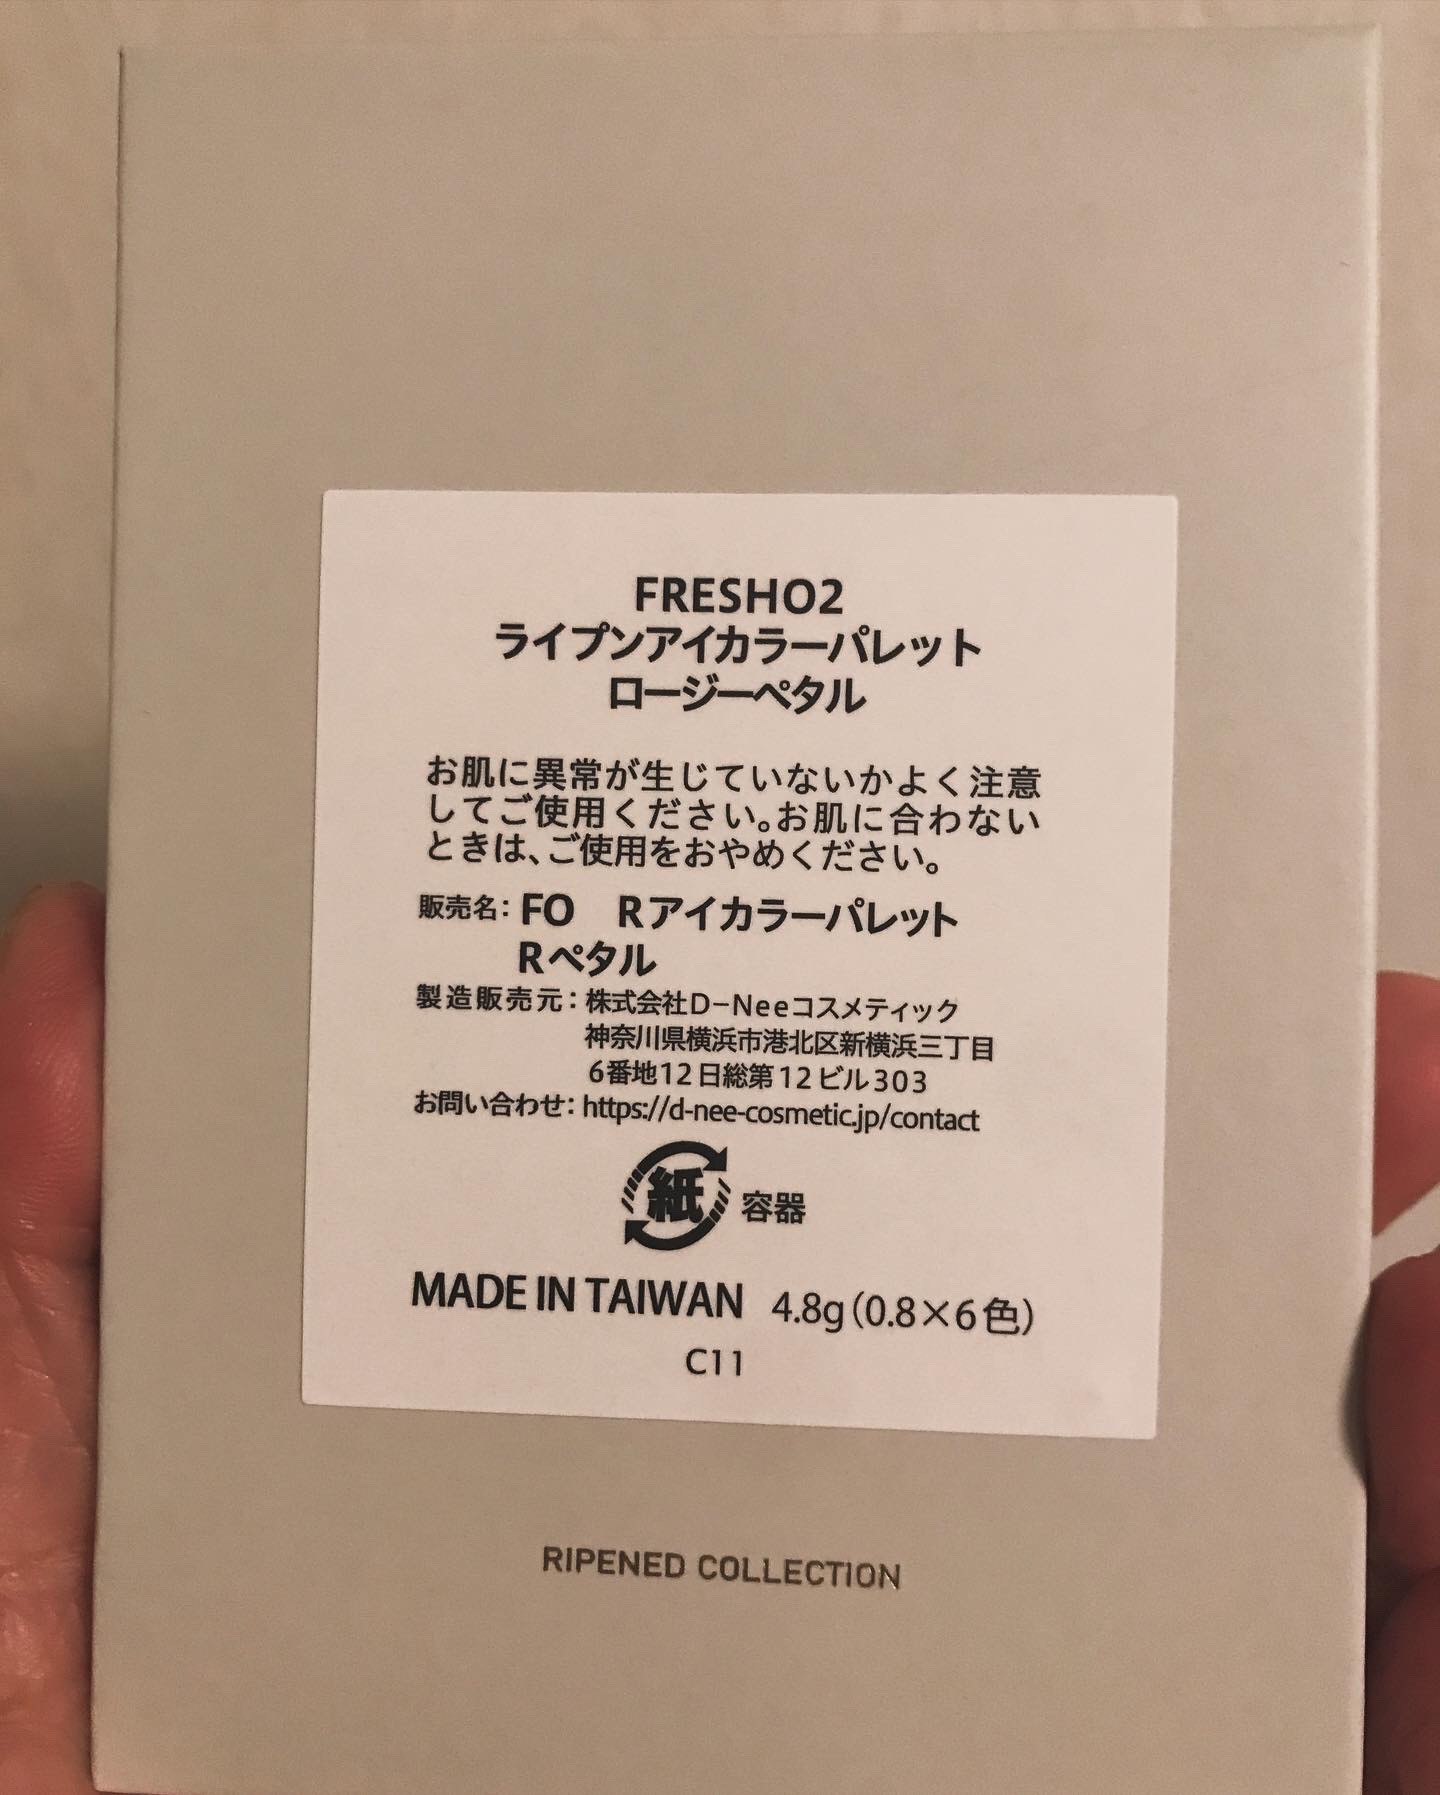 FRESHO2
ライプンアイカラーパレット
ロージーペタル
お肌に異常が生じていないかよく注意
してご使用ください。お肌に合わない
ときは、ご使用をおやめください。
販売名：FO　Rアイカラーパレット
Rペタル
製造販売元：株式会社D−Neeコスメティック
神奈川県横浜市港北区新横浜三丁目
6番地12日総第12ビル303
お問い合わせ：https://d-nee-cosmetic.jp/contact
紙 容器
MADE IN TAIWAN 4.8g(0.8×6色)
C11
RIPENED COLLECTION